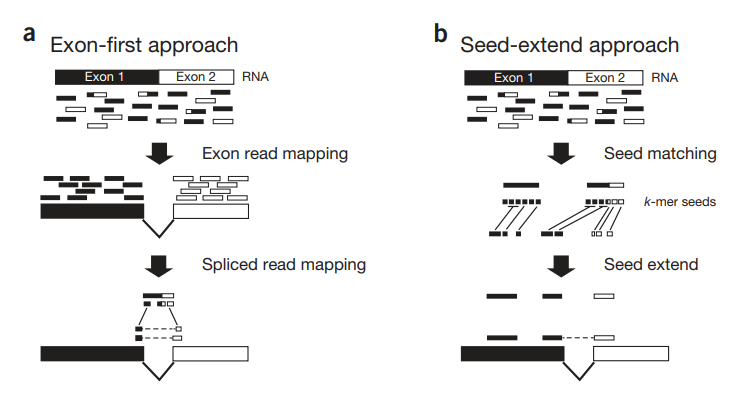 a
Exon-first approach
Exon 1
Exon 2
RNA
Exon read mapping
Spliced read mapping
b
Seed-extend approach
Exon 1
Exon 2
RNA
Seed matching
k-mer seeds
Seed extend